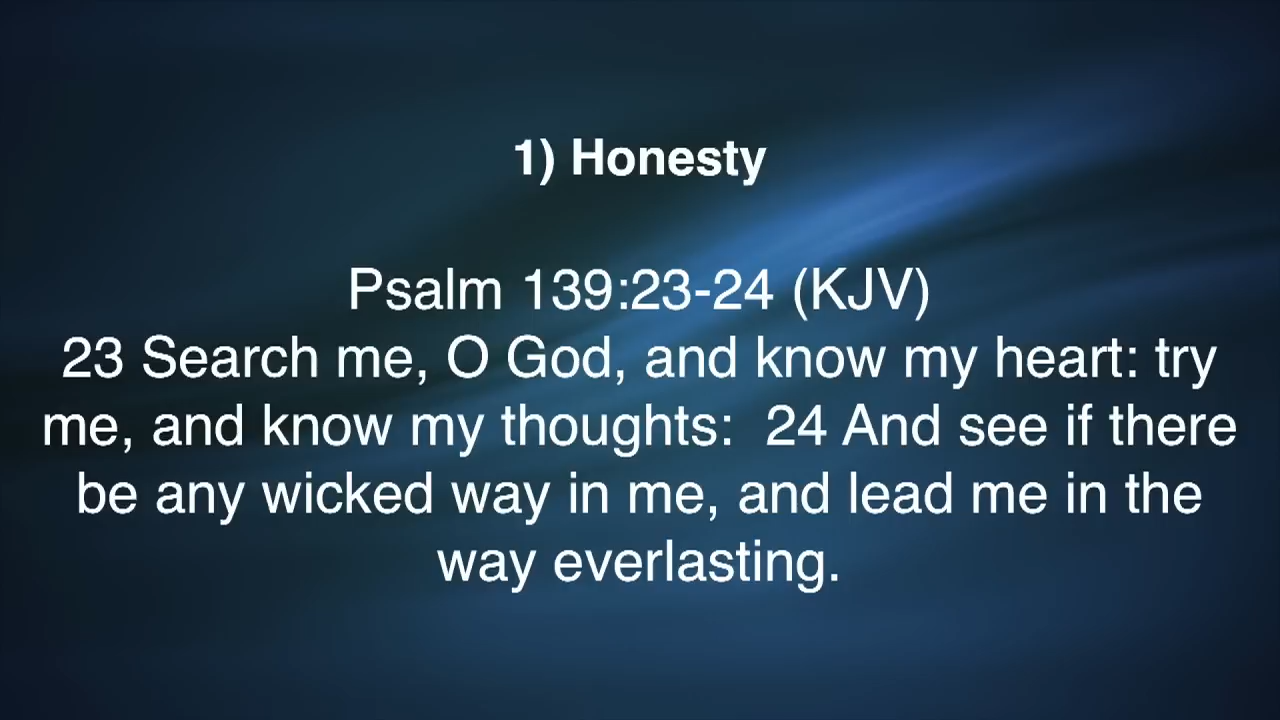 1) Honesty
Psalm 139:23-24 (KJV)
23 Search me, O God, and know my heart: try
me, and know my thoughts:  24 And see if there
be any wicked way in me, and lead me in the
way everlasting.